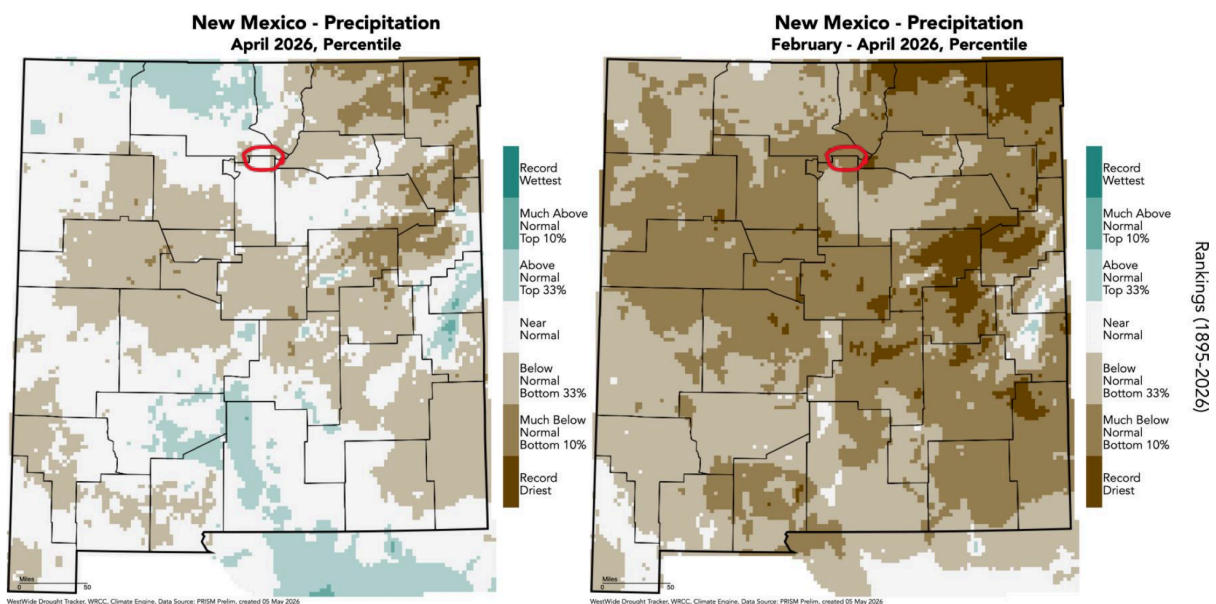 New Mexico - Precipitation
April 2026, Percentile
Record
Wettest
Much Above
Normal
Top 10%
Above
Normal
Top 33%
Near
Normal
Below
Normal
Bottom 33%
Much Below
Normal
Bottom 10%
Record
Driest
Miles
0 50
WestWide Drought Tracker, WRCC, Climate Engine, Data Source: PRISM Prelim, created 05 May 2026
New Mexico - Precipitation
February - April 2026, Percentile
Record
Wettest
Much Above
Normal
Top 10%
Above
Normal
Top 33%
Near
Normal
Below
Normal
Bottom 33%
Much Below
Normal
Bottom 10%
Record
Driest
Miles
0 50
WestWide Drought Tracker, WRCC, Climate Engine, Data Source: PRISM Prelim, created 05 May 2026
Rankings (1895-2026)